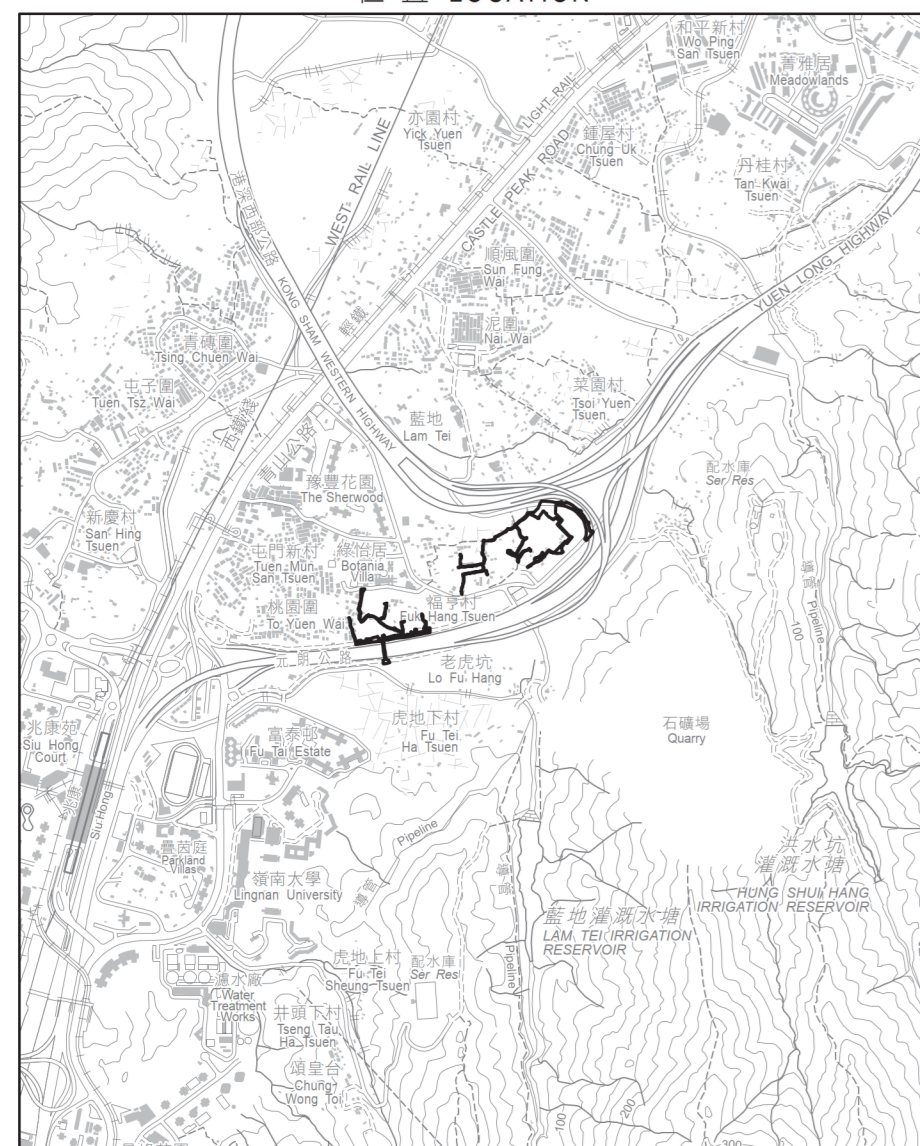 位 置 LOCATION
和平新村
Wo Ping
San Tsuen
菁雅居
Meadowlands
亦園村
Yick Yuen
Tsuen
LIGHT RAIL
鍾屋村
Chung Uk
Tsuen
WEST RAIL LINE
CASTLE PEAK ROAD
丹桂村
Tan Kwai
Tsuen
港深西部公路
KONG SHAM WESTERN HIGHWAY
順風圍
Sun Fung
Wai
YUEN LONG HIGHWAY
輕鐵
泥圍
Nai Wai
青磚圍
Tsing Chuen Wai
屯子圍
Tuen Tsz Wai
菜園村
Tsoi Yuen
Tsuen
西鐵綫
青山公路
藍地
Lam Tei
配水庫
Ser Res
豫豐花園
The Sherwood
新慶村
San Hing
Tsuen
屯門新村
Tuen Mun
San Tsuen
綠怡居
Botania
Villa
導管
Pipeline
100
桃園圍
To Yuen Wai
福亨村
Fuk Hang Tsuen
元朗公路
老虎坑
Lo Fu Hang
兆康苑
Siu Hong
Court
虎地下村
Fu Tei
Ha Tsuen
石礦場
Quarry
富泰邨
Fu Tai Estate
兆康
Siu Hong
Pipeline
疊茵庭
Parkland
Villas
洪水坑
灌溉水塘
HUNG SHUI HANG
IRRIGATION RESERVOIR
嶺南大學
Lingnan University
導管
導管
藍地灌溉水塘
LAM TEI IRRIGATION
RESERVOIR
Pipeline
虎地上村
Fu Tei
Sheung Tsuen
配水庫
Ser Res
濾水廠
Water
Treatment
Works
井頭下村
Tseng Tau
Ha Tsuen
頌皇台
Chung
Wong Toi
100
200
300